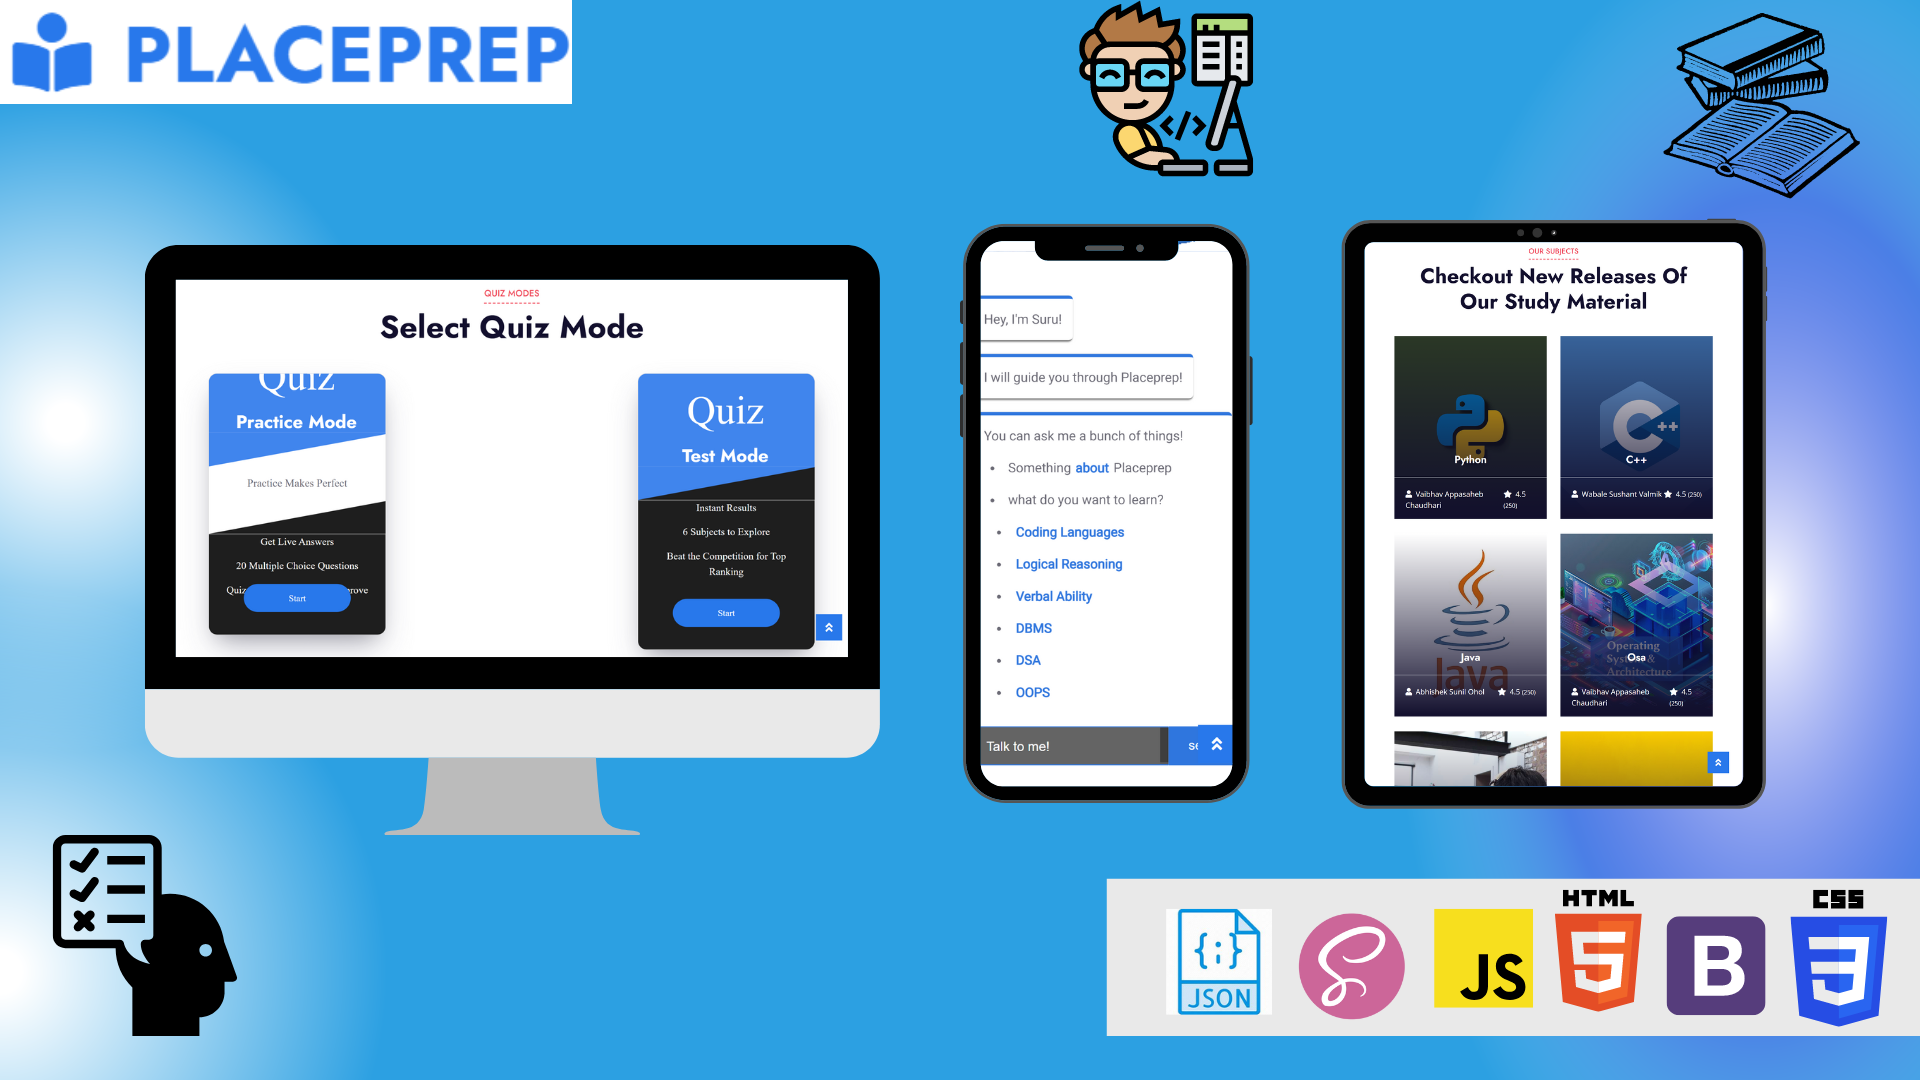 PLACEPREP
QUIZ MODES
Select Quiz Mode
Quiz
Practice Mode
Practice Makes Perfect
Get Live Answers
20 Multiple Choice Questions
Start
Quiz
Test Mode
Instant Results
6 Subjects to Explore
Beat the Competition for Top
Ranking
Start
Hey, I'm Suru!
I will guide you through Placeprep!
You can ask me a bunch of things!
Something about Placeprep
what do you want to learn?
Coding Languages
Logical Reasoning
Verbal Ability
DBMS
DSA
OOPS
Talk to me!
OUR SUBJECTS
Checkout New Releases Of
Our Study Material
Python
Vaibhav Appasaheb
Chaudhari
4.5
(250)
C++
C++
Wabale Sushant Valmik 4.5 (250)
Java
Java
Abhishek Sunil Ohol 4.5 (250)
Operating
System &
Architecture
Osa
Vaibhav Appasaheb
Chaudhari
4.5
(250)
{;}
JSON
JS
HTML
5
B
CSS
3